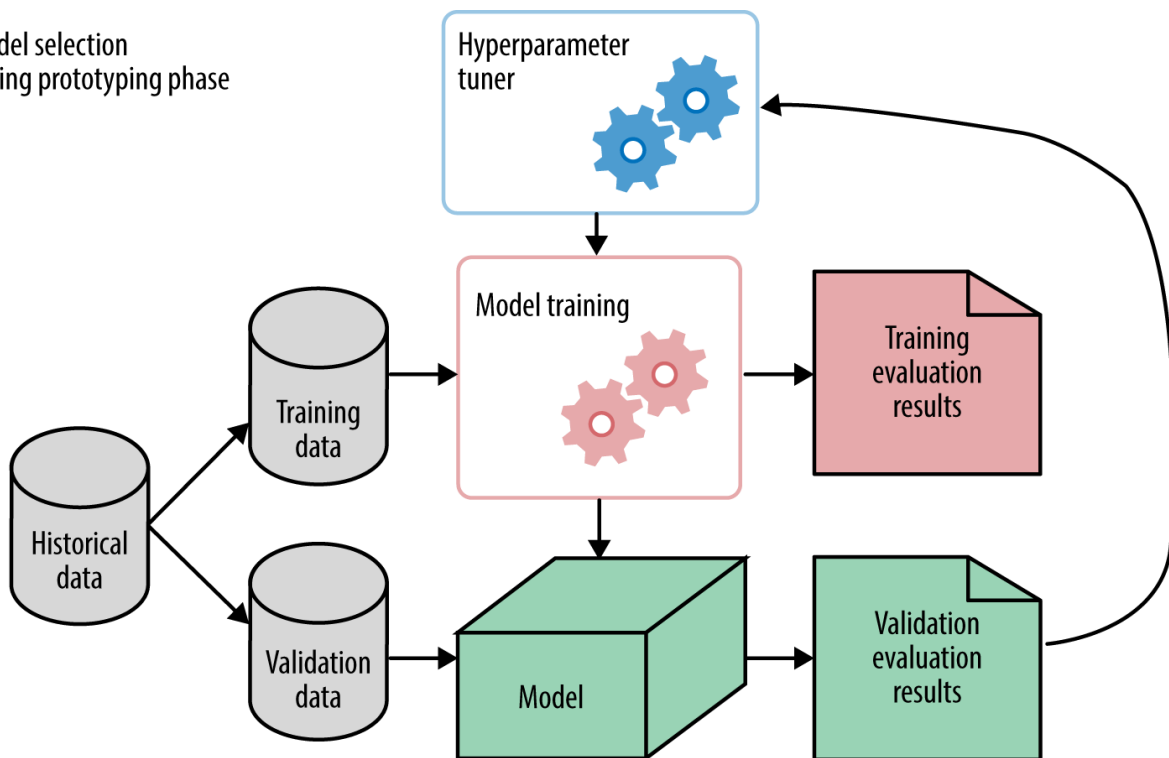 del selection
ing prototyping phase
Hyperparameter
tuner
Model training
Training
evaluation
results
Training
data
Historical
data
Validation
data
Model
Validation
evaluation
results